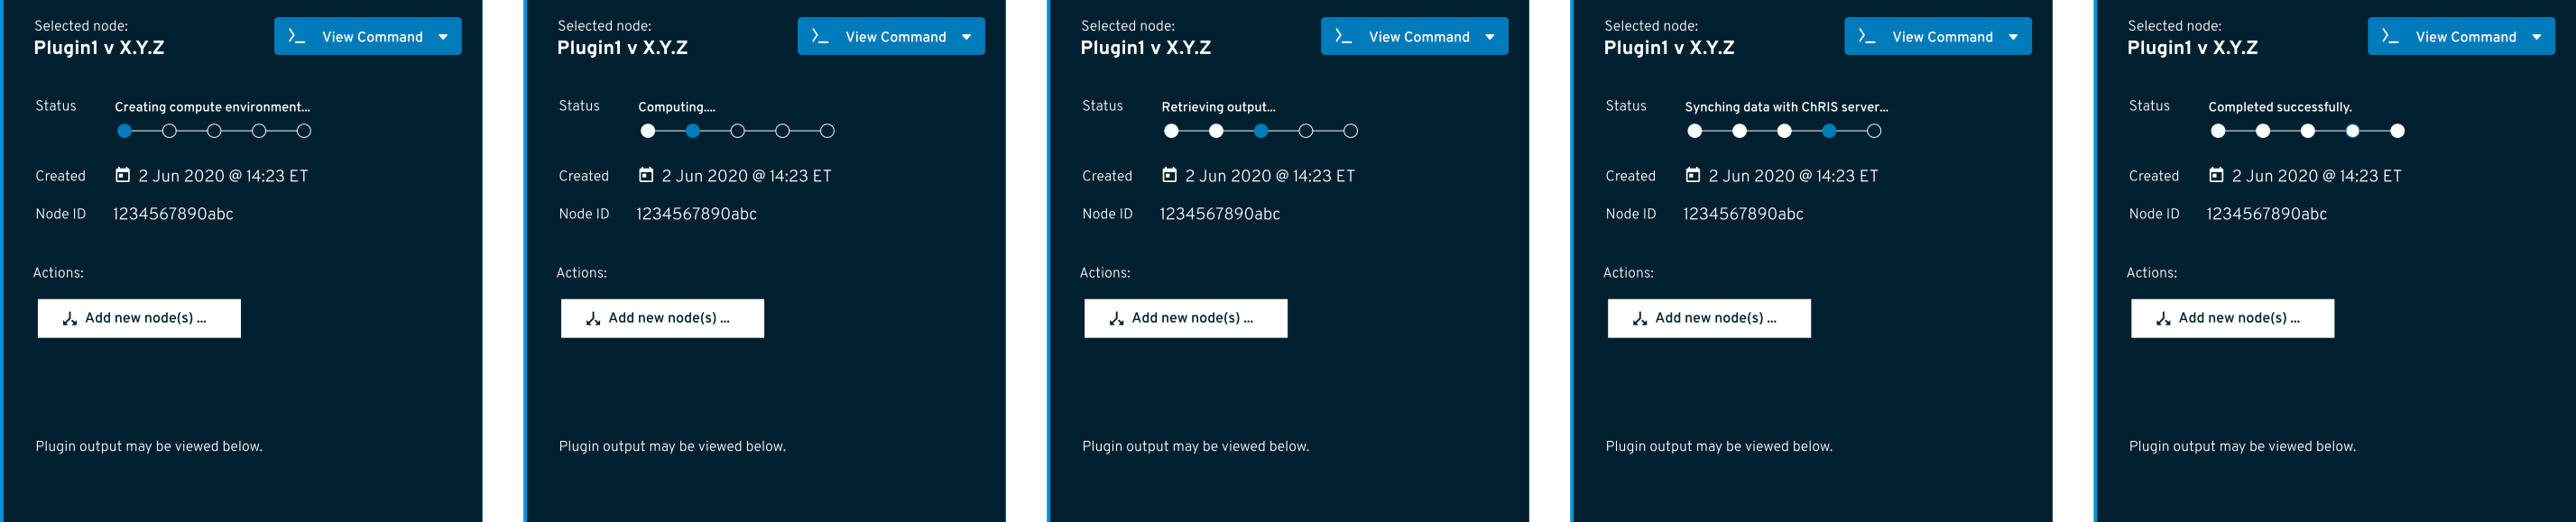 Selected node:
Plugin1 v X.Y.Z
View Command
Status
Creating compute environment...
Created
2 Jun 2020 @ 14:23 ET
Node ID
1234567890abc
Actions:
Add new node(s) ...
Plugin output may be viewed below.
Selected node:
Plugin1 v X.Y.Z
View Command
Status
Computing....
Created
2 Jun 2020 @ 14:23 ET
Node ID
1234567890abc
Actions:
Add new node(s) ...
Plugin output may be viewed below.
Selected node:
Plugin1 v X.Y.Z
View Command
Status
Retrieving output...
Created
2 Jun 2020 @ 14:23 ET
Node ID
1234567890abc
Actions:
Add new node(s) ...
Plugin output may be viewed below.
Selected node:
Plugin1 v X.Y.Z
View Command
Status
Synching data with ChRIS server...
Created
2 Jun 2020 @ 14:23 ET
Node ID
1234567890abc
Actions:
Add new node(s) ...
Plugin output may be viewed below.
Selected node:
Plugin1 v X.Y.Z
View Command
Status
Completed successfully.
Created
2 Jun 2020 @ 14:23 ET
Node ID
1234567890abc
Actions:
Add new node(s) ...
Plugin output may be viewed below.